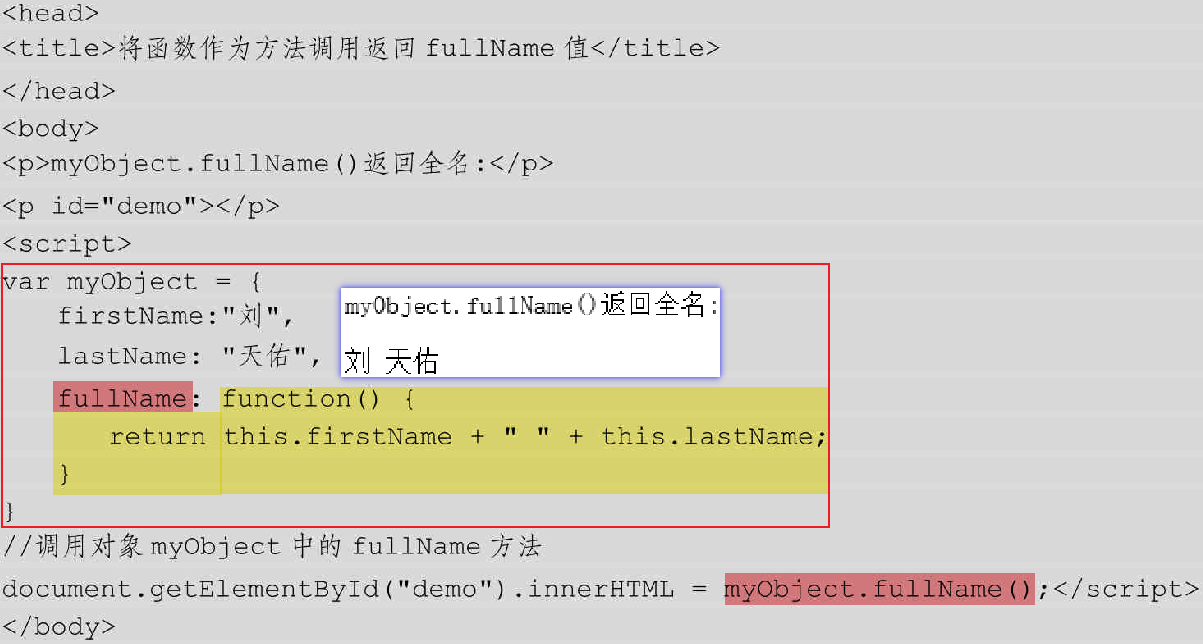 <head>
<title>将函数作为方法调用返回 fullName 值</title>
</head>
<body>
<p>myObject.fullName()返回全名:</p>
<p id="demo"></p>
<script>
var myObject = {
firstName:"刘",
lastName: "天佑",
myObject.fullName()返回全名:
刘 天佑
fullName: function() {
return this.firstName + " " + this.lastName;
}
}
//调用对象 myObject 中的 fullName 方法
document.getElementById("demo").innerHTML = myObject.fullName();</script>
</body>